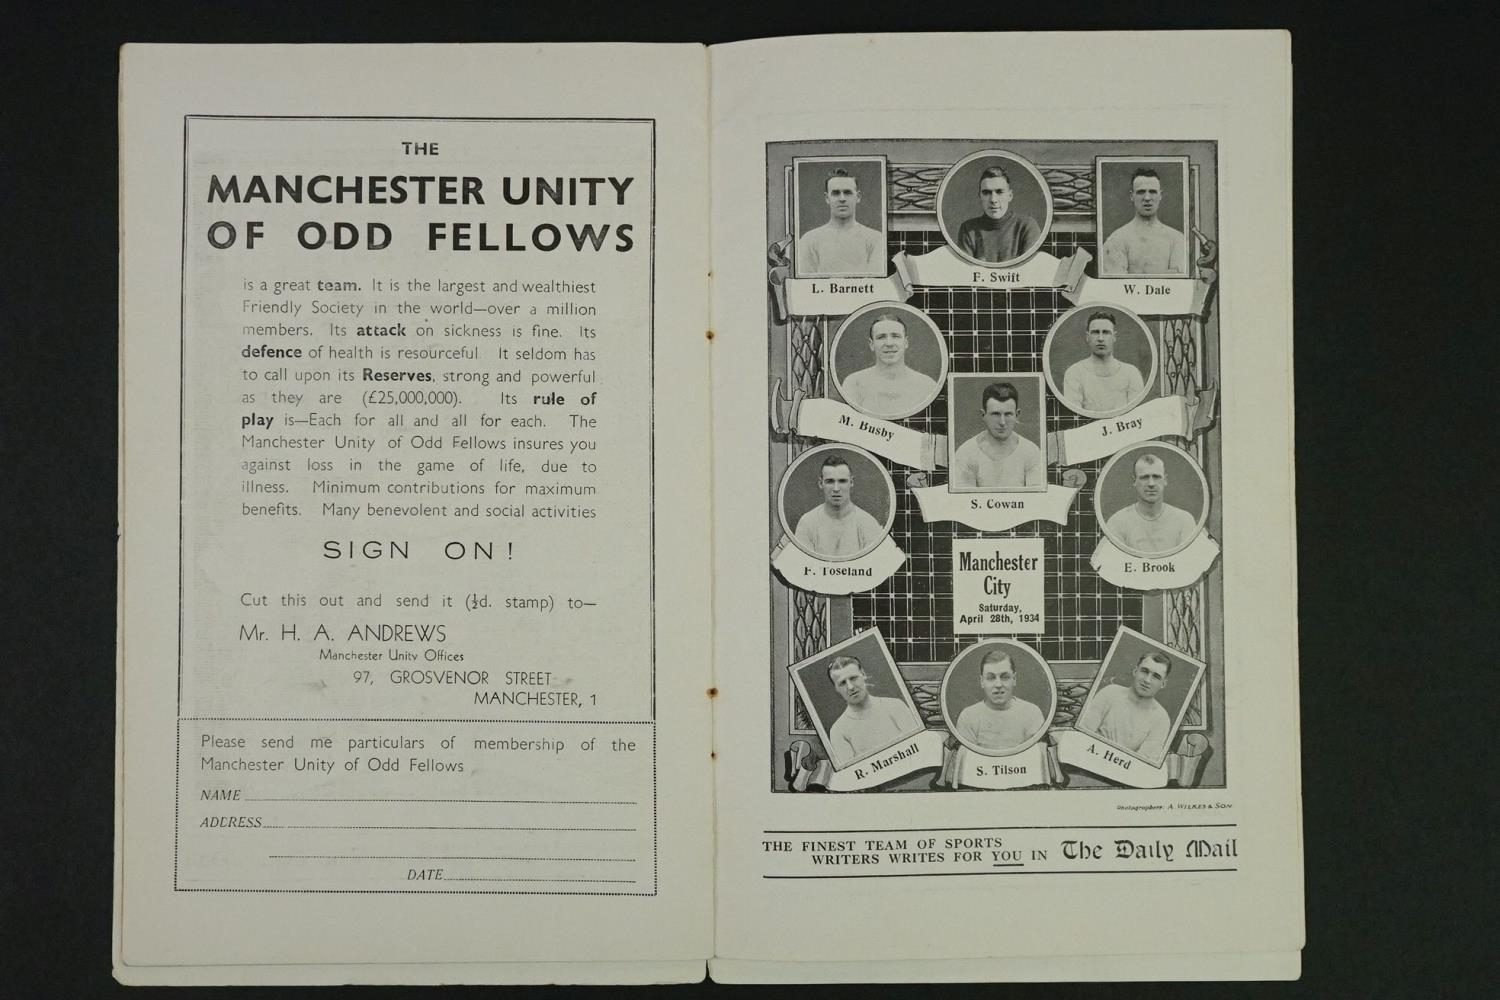 THE
MANCHESTER UNITY
OF ODD FELLOWS
is a great team. It is the largest and wealthiest
Friendly Society in the world—over a million
members. Its attack on sickness is fine. Its
defence of health is resourceful. It seldom has
to call upon its Reserves, strong and powerful
as they are (£25,000,000). Its rule of
play is—Each for all and all for each. The
Manchester Unity of Odd Fellows insures you
against loss in the game of life, due to
illness. Minimum contributions for maximum
benefits. Many benevolent and social activities
SIGN ON!
Cut this out and send it (½d. stamp) to—
Mr. H. A. ANDREWS
Manchester Unity Offices
97, GROSVENOR STREET
MANCHESTER, 1
Please send me particulars of membership of the
Manchester Unity of Odd Fellows
NAME
ADDRESS
DATE
F. Swift
L. Barnett
W. Dale
M. Busby
J. Bray
S. Cowan
F. Toseland
E. Brook
Manchester
City
Saturday,
April 28th, 1934
R. Marshall
S. Tilson
A. Herd
Photographers: A. WILKES & SON
THE FINEST TEAM OF SPORTS
WRITERS WRITES FOR YOU IN The Daily Mail